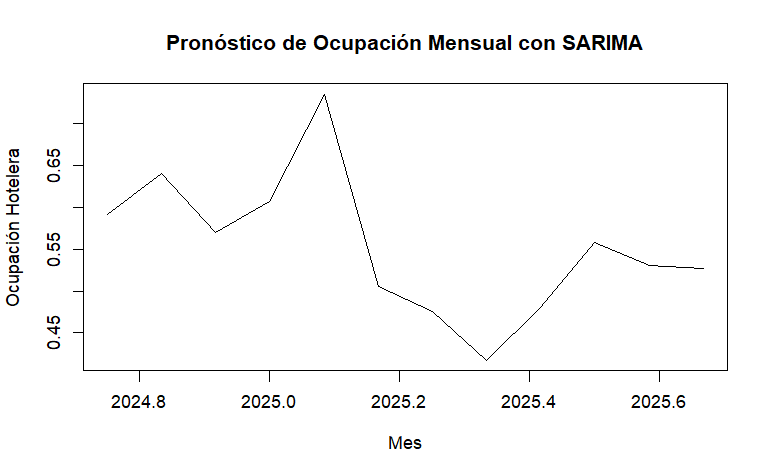 Pronóstico de Ocupación Mensual con SARIMA
Ocupación Hotelera
0.65
0.55
0.45
2024.8 2025.0 2025.2 2025.4 2025.6
Mes